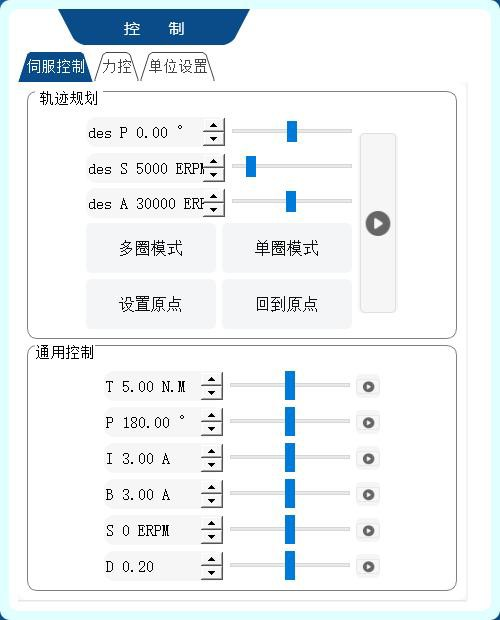 控 制
伺服控制 力控 单位设置
轨迹规划
des P 0.00 °
des S 5000 ERPM
des A 30000 ERP
多圈模式 单圈模式
设置原点 回到原点
通用控制
T 5.00 N.M
P 180.00 °
I 3.00 A
B 3.00 A
S 0 ERPM
D 0.20